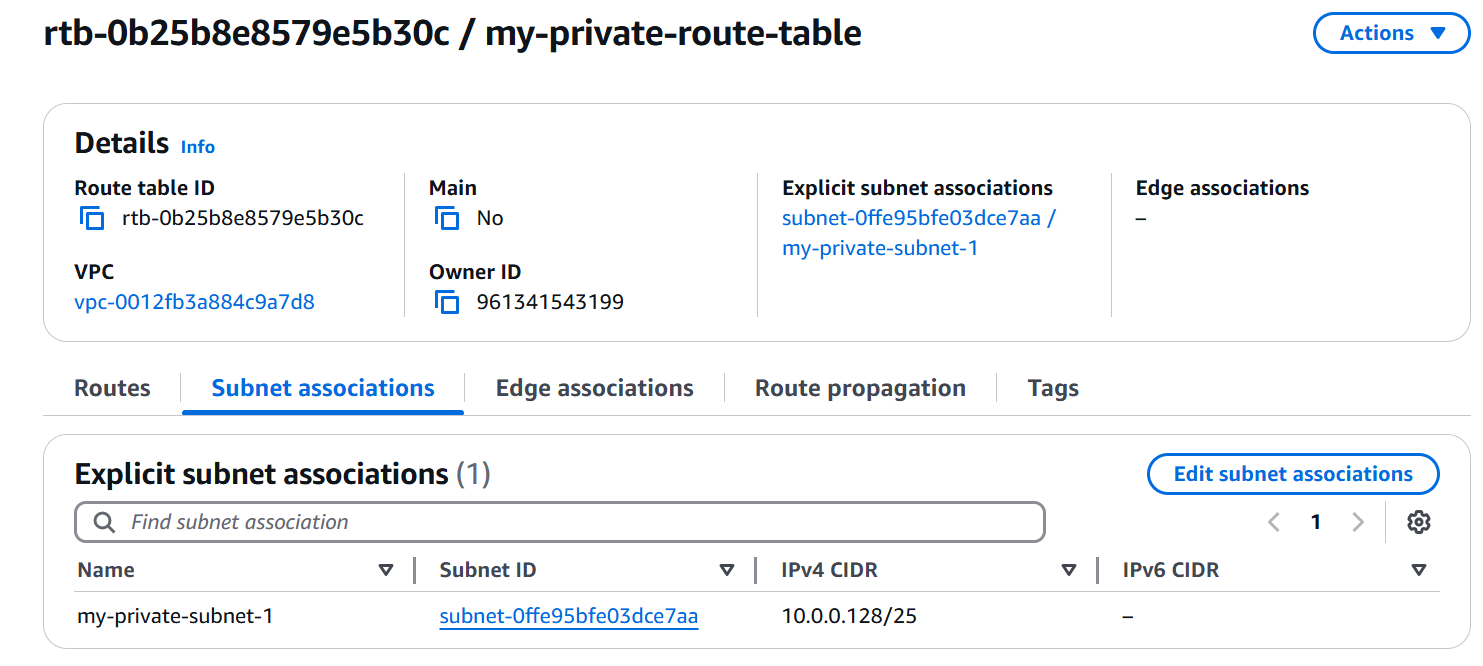 rtb-0b25b8e8579e5b30c / my-private-route-table
Actions
Details Info
Route table ID
rtb-0b25b8e8579e5b30c
Main
No
Explicit subnet associations
subnet-0ffe95bfe03dce7aa /
my-private-subnet-1
Edge associations
–
VPC
vpc-0012fb3a884c9a7d8
Owner ID
961341543199
Routes Subnet associations Edge associations Route propagation Tags
Explicit subnet associations (1)
Edit subnet associations
Find subnet association
1
Name Subnet ID IPv4 CIDR IPv6 CIDR
my-private-subnet-1 subnet-0ffe95bfe03dce7aa 10.0.0.128/25 –